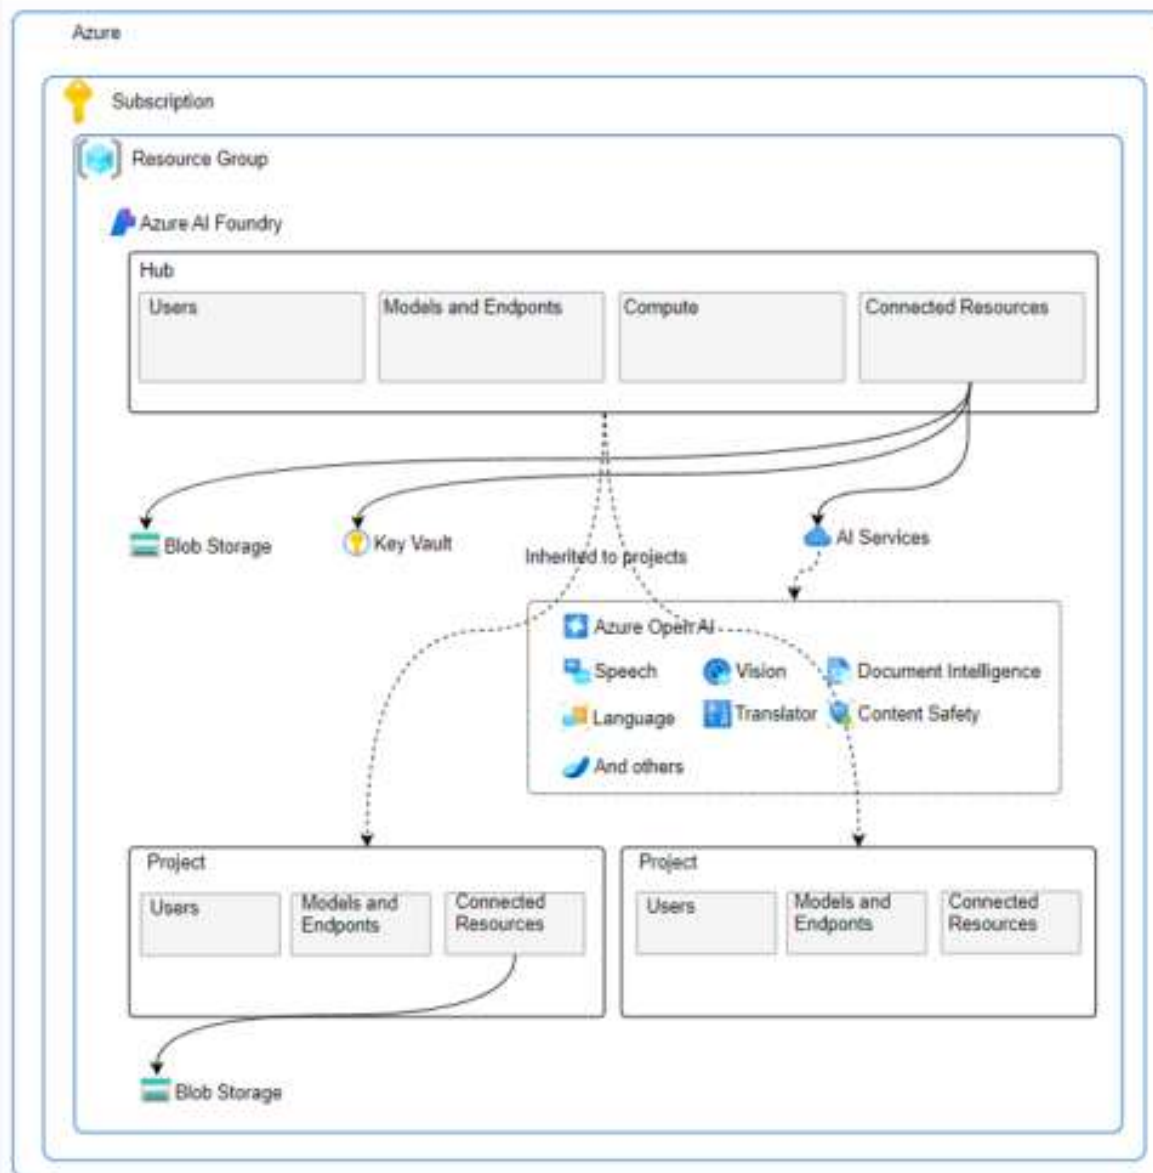 Azure
Subscription
Resource Group
Azure AI Foundry
Hub
Users
Models and Endponts
Compute
Connected Resources
Blob Storage
Key Vault
AI Services
Inherited to projects
Azure Open AI
Speech
Vision
Document Intelligence
Language
Translator
Content Safety
And others
Project
Users
Models and
Endponts
Connected
Resources
Project
Users
Models and
Endponts
Connected
Resources
Blob Storage